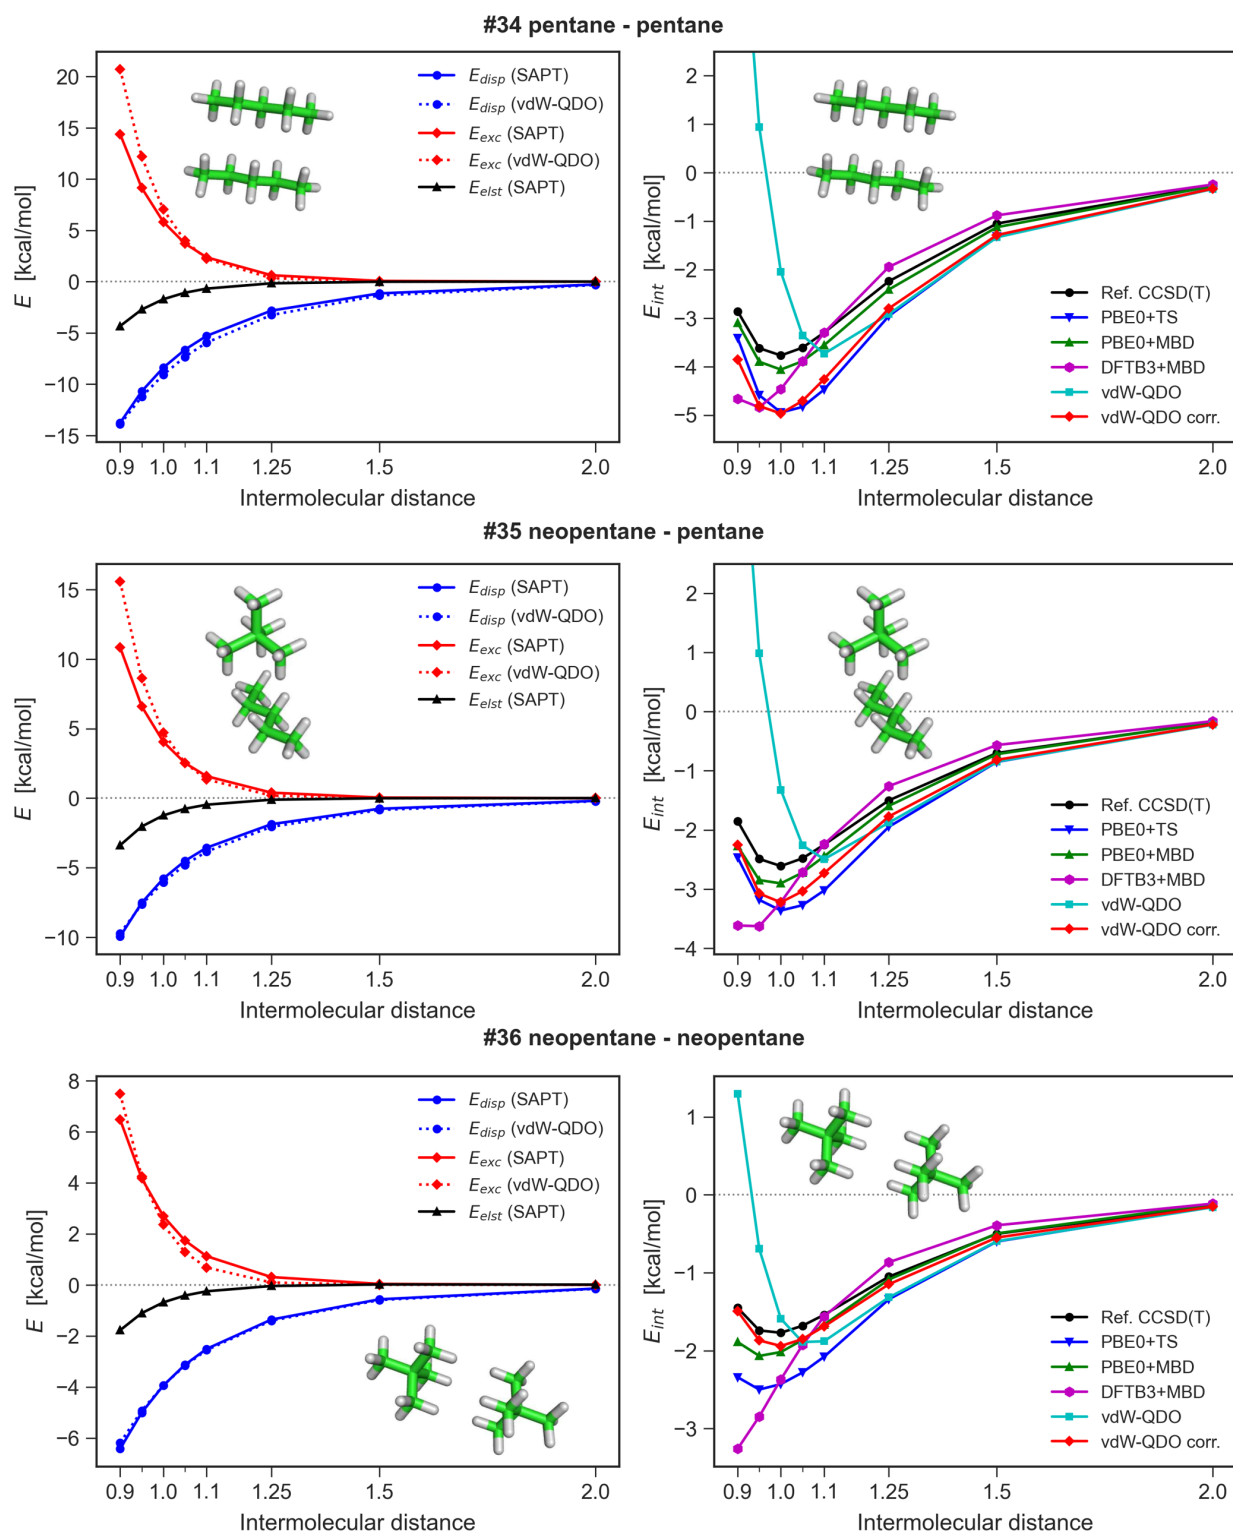 #34 pentane - pentane
E [kcal/mol]
20
15
10
5
0
−5
−10
−15
E_disp (SAPT)
E_disp (vdW-QDO)
E_exc (SAPT)
E_exc (vdW-QDO)
E_elst (SAPT)
0.9 1.0 1.1 1.25 1.5 2.0
Intermolecular distance
E_int [kcal/mol]
2
1
0
−1
−2
−3
−4
−5
Ref. CCSD(T)
PBE0+TS
PBE0+MBD
DFTB3+MBD
vdW-QDO
vdW-QDO corr.
0.9 1.0 1.1 1.25 1.5 2.0
Intermolecular distance
#35 neopentane - pentane
E [kcal/mol]
15
10
5
0
−5
−10
E_disp (SAPT)
E_disp (vdW-QDO)
E_exc (SAPT)
E_exc (vdW-QDO)
E_elst (SAPT)
0.9 1.0 1.1 1.25 1.5 2.0
Intermolecular distance
E_int [kcal/mol]
2
1
0
−1
−2
−3
−4
Ref. CCSD(T)
PBE0+TS
PBE0+MBD
DFTB3+MBD
vdW-QDO
vdW-QDO corr.
0.9 1.0 1.1 1.25 1.5 2.0
Intermolecular distance
#36 neopentane - neopentane
E [kcal/mol]
8
6
4
2
0
−2
−4
−6
E_disp (SAPT)
E_disp (vdW-QDO)
E_exc (SAPT)
E_exc (vdW-QDO)
E_elst (SAPT)
0.9 1.0 1.1 1.25 1.5 2.0
Intermolecular distance
E_int [kcal/mol]
1
0
−1
−2
−3
Ref. CCSD(T)
PBE0+TS
PBE0+MBD
DFTB3+MBD
vdW-QDO
vdW-QDO corr.
0.9 1.0 1.1 1.25 1.5 2.0
Intermolecular distance